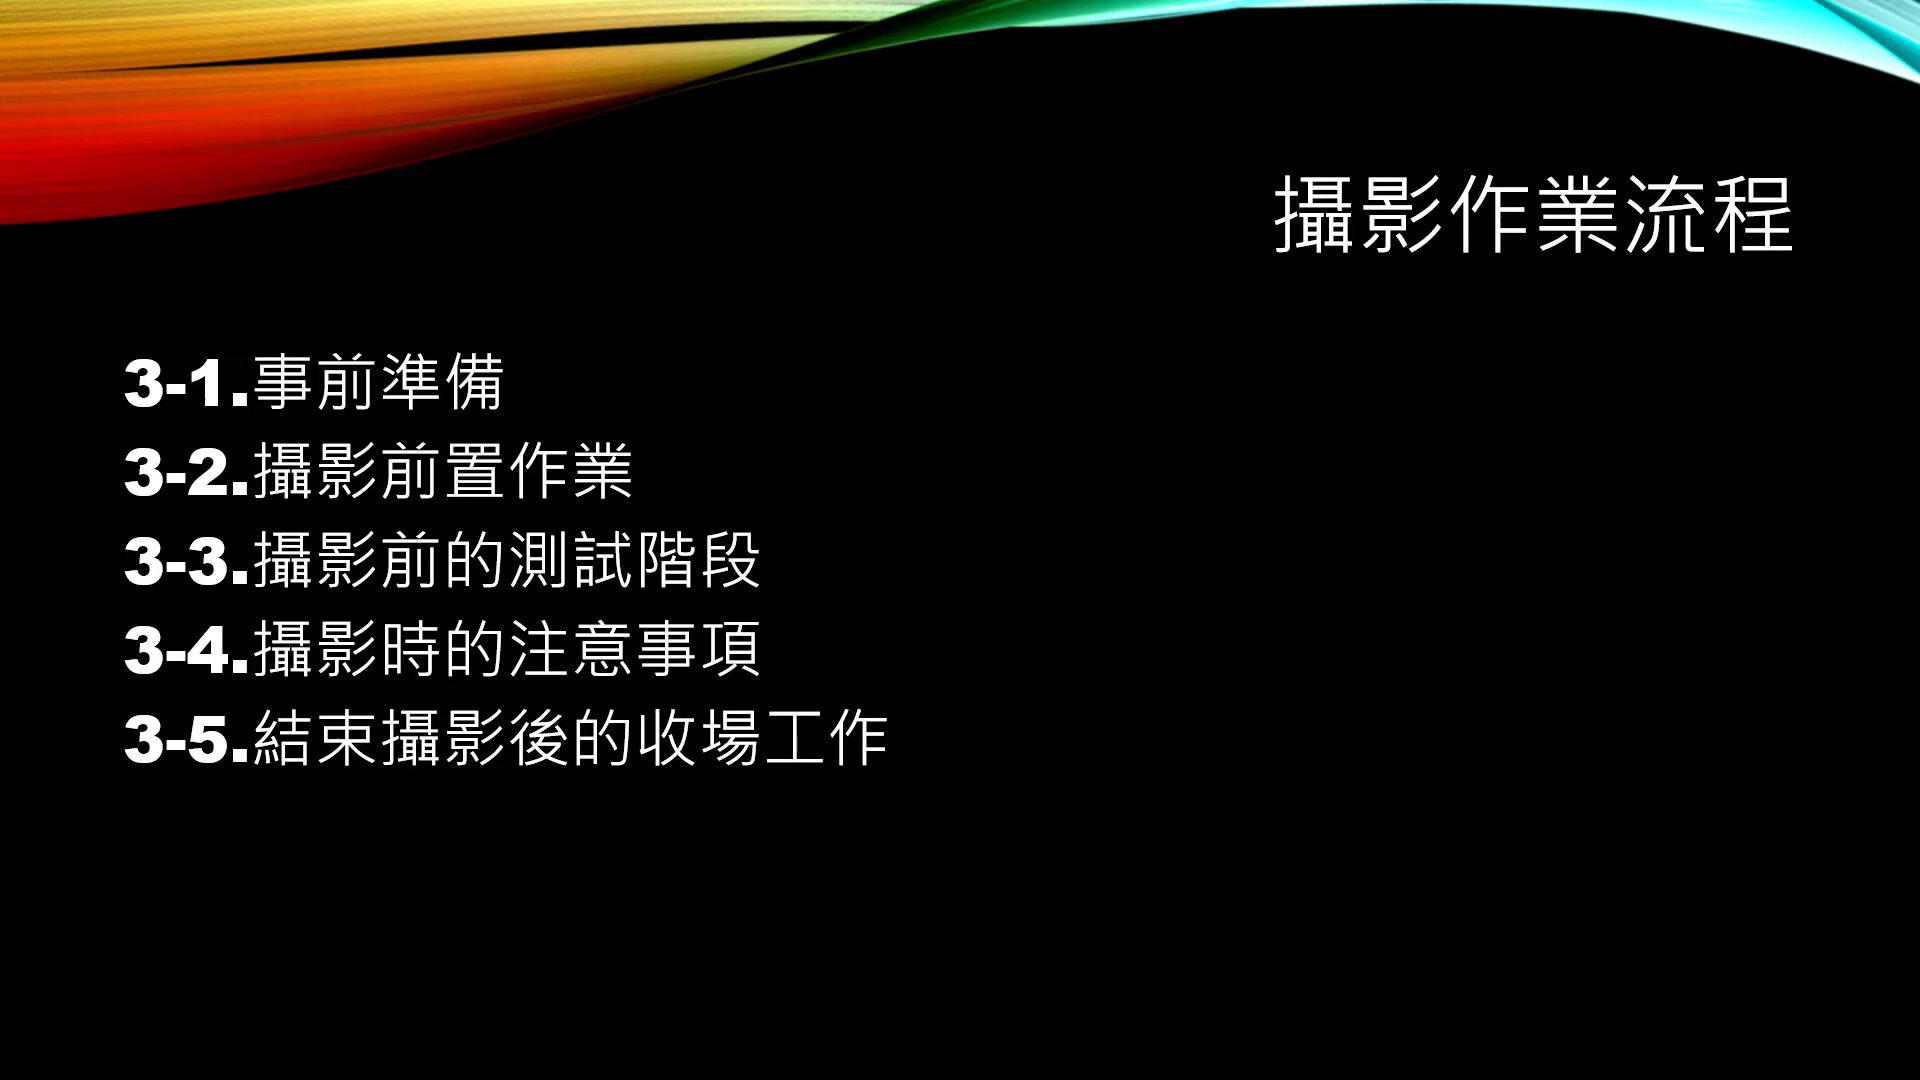 攝影作業流程
3-1.事前準備
3-2.攝影前置作業
3-3.攝影前的測試階段
3-4.攝影時的注意事項
3-5.結束攝影後的收場工作